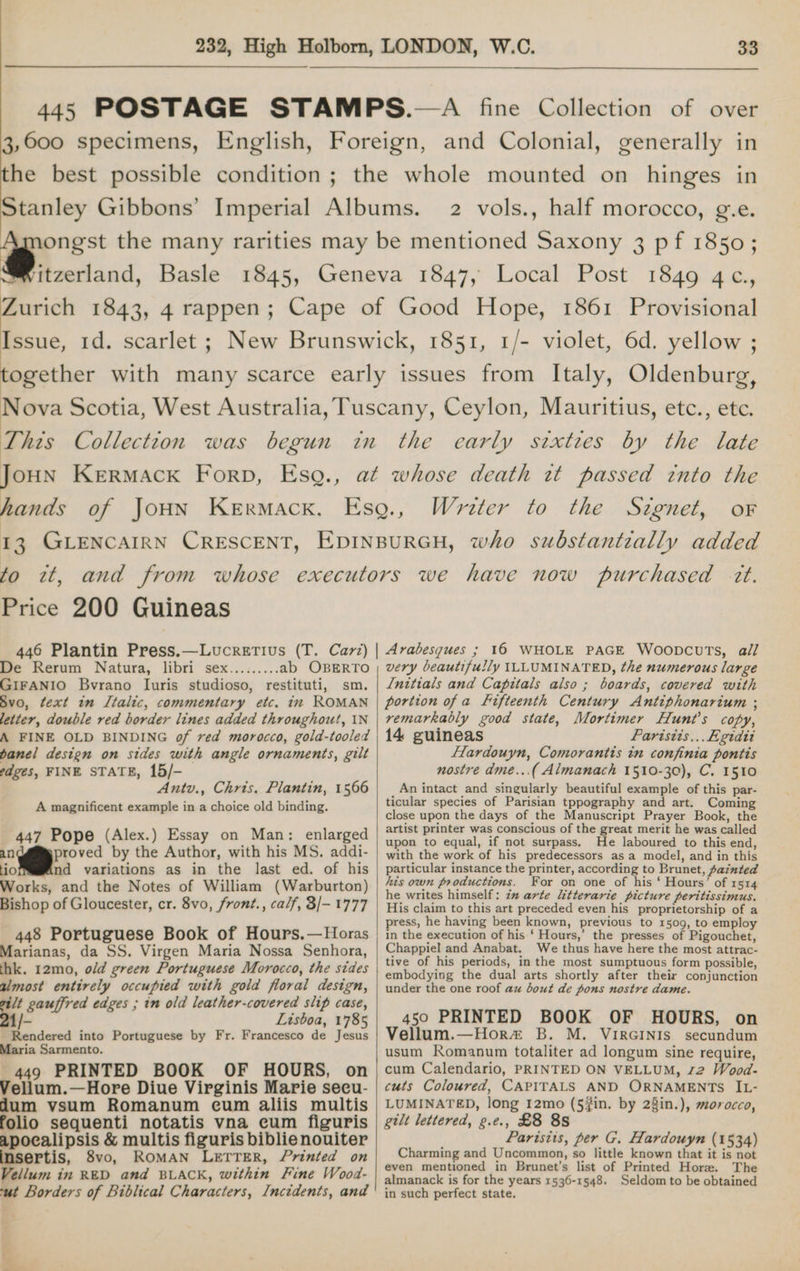 232, High Holborn, LONDON, W.C. 33
445 POSTAGE STAMPS.—A fine Collection of over
3,600 specimens, English, Foreign, and Colonial, generally in
the best possible condition ; the whole mounted on hinges in
Stanley Gibbons' Imperial Albums. 2 vols., half morocco, g.e.
Amongst the many rarities may be mentioned Saxony 3 p f 1850 ;
itzerland, Basle 1845, Geneva 1847, Local Post 1849 4 c.,
Zurich 1843, 4 rappen ; Cape of Good Hope, 1861 Provisional
Issue, 1d. scarlet ; New Brunswick, 1851, 1/- violet, 6d. yellow ;
together with many scarce early issues from Italy, Oldenburg,
Nova Scotia, West Australia, Tuscany, Ceylon, Mauritius, etc., etc.
This Collection was begun in the early sixties by the late
JOHN KERMACK FORD, ESQ., at whose death it passed into the
hands of JOHN KERMACK, ESQ., Writer to the Signet, OF
13 GLENCAIRN CRESCENT, EDINBURGH, who substantially added
to it, and from whose executors we have now purchased it.
Price 200 Guineas
446 Plantin Press.—LUCRETIUS (T. Cari)
De Rerum Natura, libri sex.........ab OBERTO
GIFANIO Bvrano Iuris studioso, restituti, sm.
8vo, text in Italic, commentary etc. in ROMAN
letter, double red border lines added throughout, IN
A FINE OLD BINDING of red morocco, gold-tooled
panel design on sides with angle ornaments, gilt
edges, FINE STATE, 15/-
Antv., Chris. Plantin, 1566
A magnificent example in a choice old binding.
447 Pope (Alex.) Essay on Man: enlarged
and proved by the Author, with his MS. addi-
tio nd variations as in the last ed. of his
Works, and the Notes of William (Warburton)
Bishop of Gloucester, cr. 8vo, front., calf, 3/- 1777
448 Portuguese Book of Hours.—Horas
Marianas, da SS. Virgen Maria Nossa Senhora,
thk. 12mo, old green Portuguese Morocco, the sides
almost entirely occupied with gold floral design,
gilt gauffred edges ; in old leather-covered slip case,
21/- Lisboa, 1785
Rendered into Portuguese by Fr. Francesco de Jesus
Maria Sarmento.
449 PRINTED BOOK OF HOURS, on
Vellum.—Hore Diue Virginis Marie secu-
dum vsum Romanum cum aliis multis
folio sequenti notatis vna cum figuris
apocalipsis & multis figuris biblie nouiter
insertis, 8vo, ROMAN LETTER, Printed on
Vellum in RED and BLACK, within Fine Wood-
cut Borders of Biblical Characters, Incidents, and
Arabesques ; 16 WHOLE PAGE WOODCUTS, all
very beautifully ILLUMINATED, the numerous large
Initials and Capitals also ; boards, covered with
portion of a Fifteenth Century Antiphonarium ;
remarkably good state, Mortimer Hunt's copy,
14 guineas Parisiis...Egidii
Hardouyn, Comorantis in confinia pontis
nostre dme...(Almanach 1510-30), C. 1510
An intact and singularly beautiful example of this par-
ticular species of Parisian tppography and art. Coming
close upon the days of the Manuscript Prayer Book, the
artist printer was conscious of the great merit he was called
upon to equal, if not surpass. He laboured to this end,
with the work of his predecessors as a model, and in this
particular instance the printer, according to Brunet, painted
his own productions. For on one of his ' Hours' of 1514
he writes himself: in arte litterarie picture peritissimus.
His claim to this art preceded even his proprietorship of a
press, he having been known, previous to 1509, to employ
in the execution of his ' Hours,' the presses of Pigouchet,
Chappiel and Anabat. We thus have here the most attrac-
tive of his periods, in the most sumptuous form possible,
embodying the dual arts shortly after their conjunction
under the one roof au bout de pons nostre dame.
450 PRINTED BOOK OF HOURS, on
Vellum.—Horæ B. M. VIRGINIS secundum
usum Romanum totaliter ad longum sine require,
cum Calendario, PRINTED ON VELLUM, 12 Wood-
cuts Coloured, CAPITALS AND ORNAMENTS IL-
LUMINATED, long 12mo (5¾in. by 2⅜in.), morocco,
gilt lettered, g.e., £8 8s
Parisiis, per G. Hardouyn (1534)
Charming and Uncommon, so little known that it is not
even mentioned in Brunet's list of Printed Horæ. The
almanack is for the years 1536-1548. Seldom to be obtained
in such perfect state.